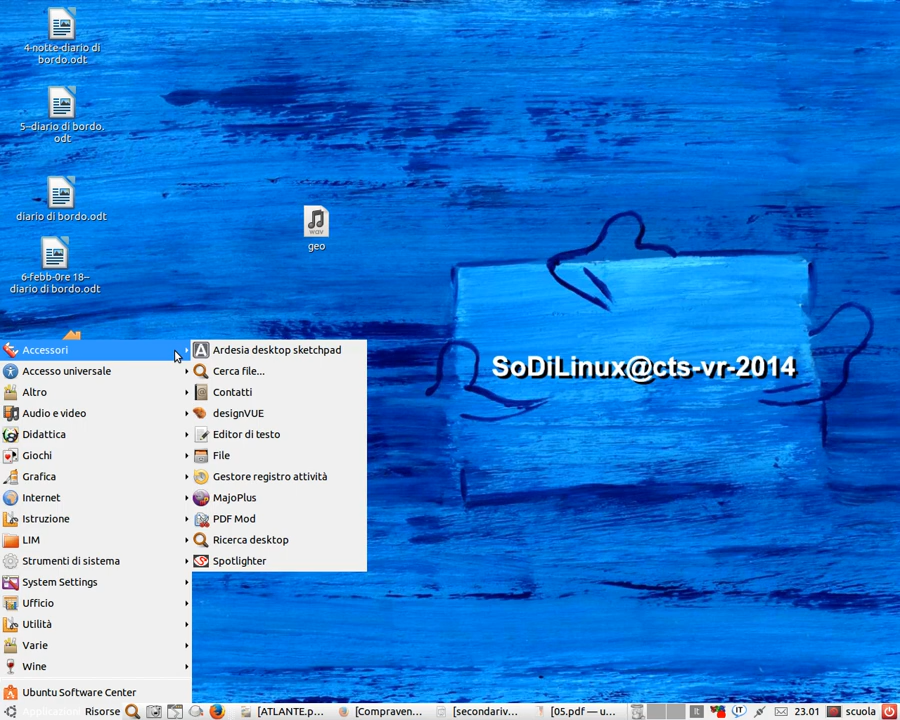 4-notte-diario di
bordo.odt
5-diario di bordo.
odt
diario di bordo.odt
6-febb-0re 18--
diario di bordo.odt
WAV
geo
SoDiLinux@cts-vr-2014
Accessori
Accesso universale
Altro
Audio e video
Didattica
Giochi
Grafica
Internet
Istruzione
LIM
Strumenti di sistema
System Settings
Ufficio
Utilità
Varie
Wine
Ubuntu Software Center
Ardesia desktop sketchpad
Cerca file...
Contatti
designVUE
Editor di testo
File
Gestore registro attività
MajoPlus
PDF Mod
Ricerca desktop
Spotlighter
Applicazioni Risorse [ATLANTE.p... [Compraven... [secondariv... [05.pdf — u... It IT 23.01 scuola